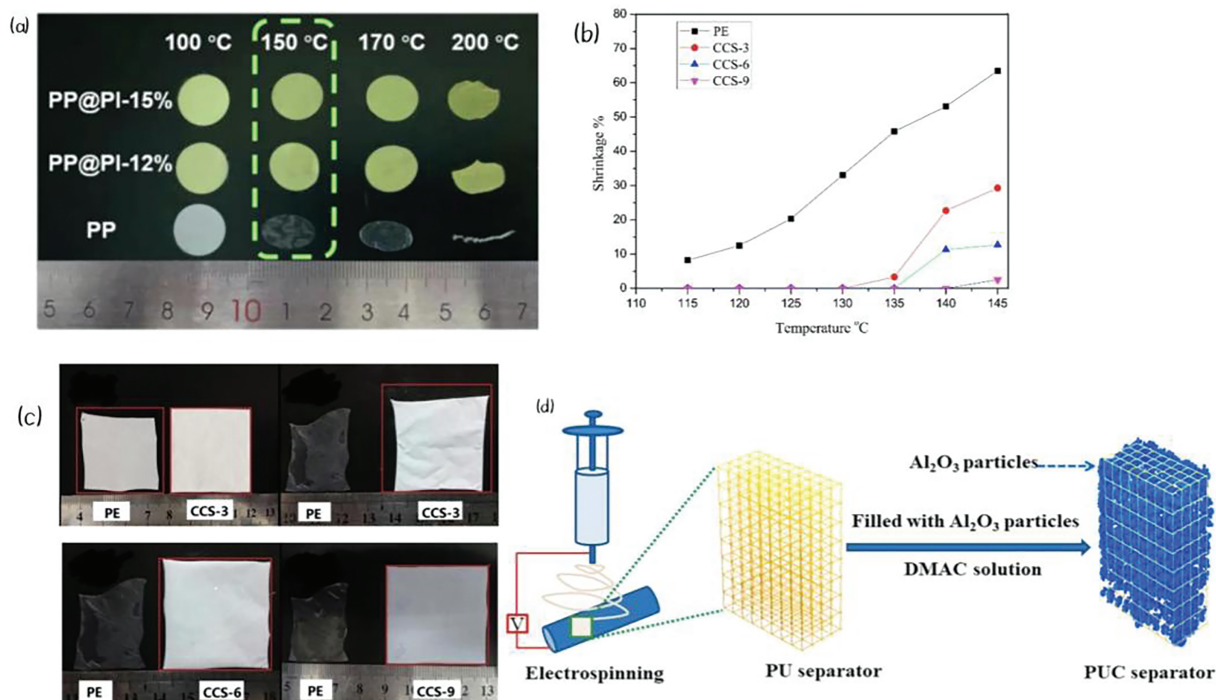 (a)
100 °C 150 °C 170 °C 200 °C
PP@PI-15%
PP@PI-12%
PP
5 6 7 8 9 10 1 2 3 4 5 6 7
(b)
80
70
60
50
40
30
20
10
0
Shrinkage %
PE
CCS-3
CCS-6
CCS-9
110 115 120 125 130 135 140 145
Temperature °C
(c)
PE CCS-3 PE CCS-3
PE CCS-6 PE CCS-9
(d)
V
Electrospinning
PU separator
Al₂O₃ particles
Filled with Al₂O₃ particles
DMAC solution
PUC separator